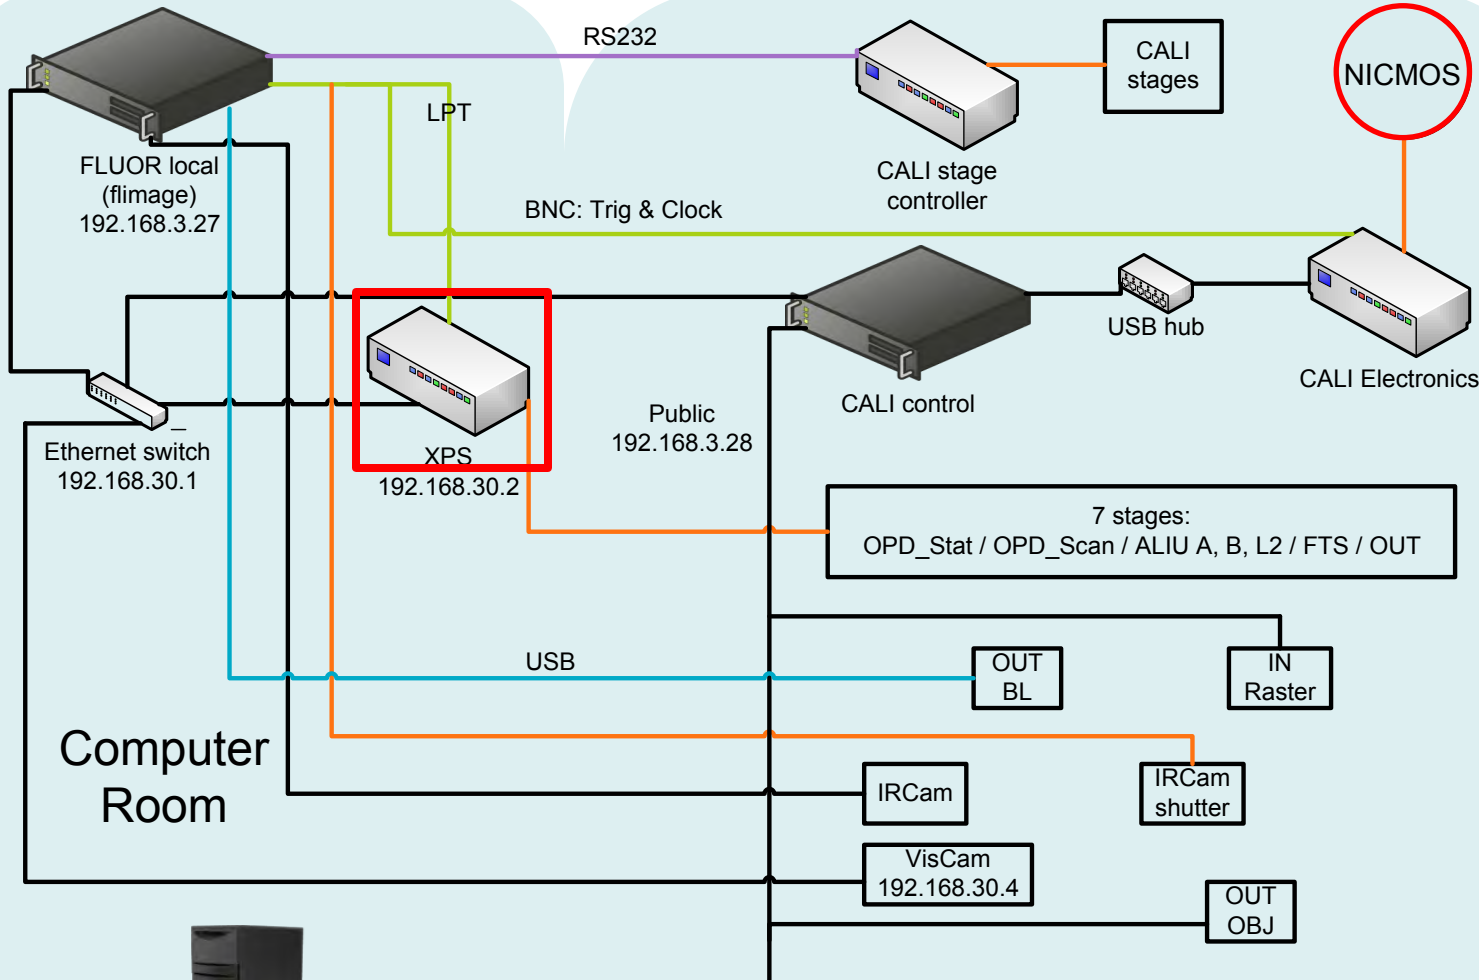 RS232
CALI
stages
NICMOS
LPT
FLUOR local
(flimage)
192.168.3.27
CALI stage
controller
BNC: Trig & Clock
USB hub
CALI Electronics
CALI control
Public
192.168.3.28
Ethernet switch
192.168.30.1
XPS
192.168.30.2
7 stages:
OPD_Stat / OPD_Scan / ALIU A, B, L2 / FTS / OUT
USB
OUT
BL
IN
Raster
Computer
Room
IRCam
IRCam
shutter
VisCam
192.168.30.4
OUT
OBJ